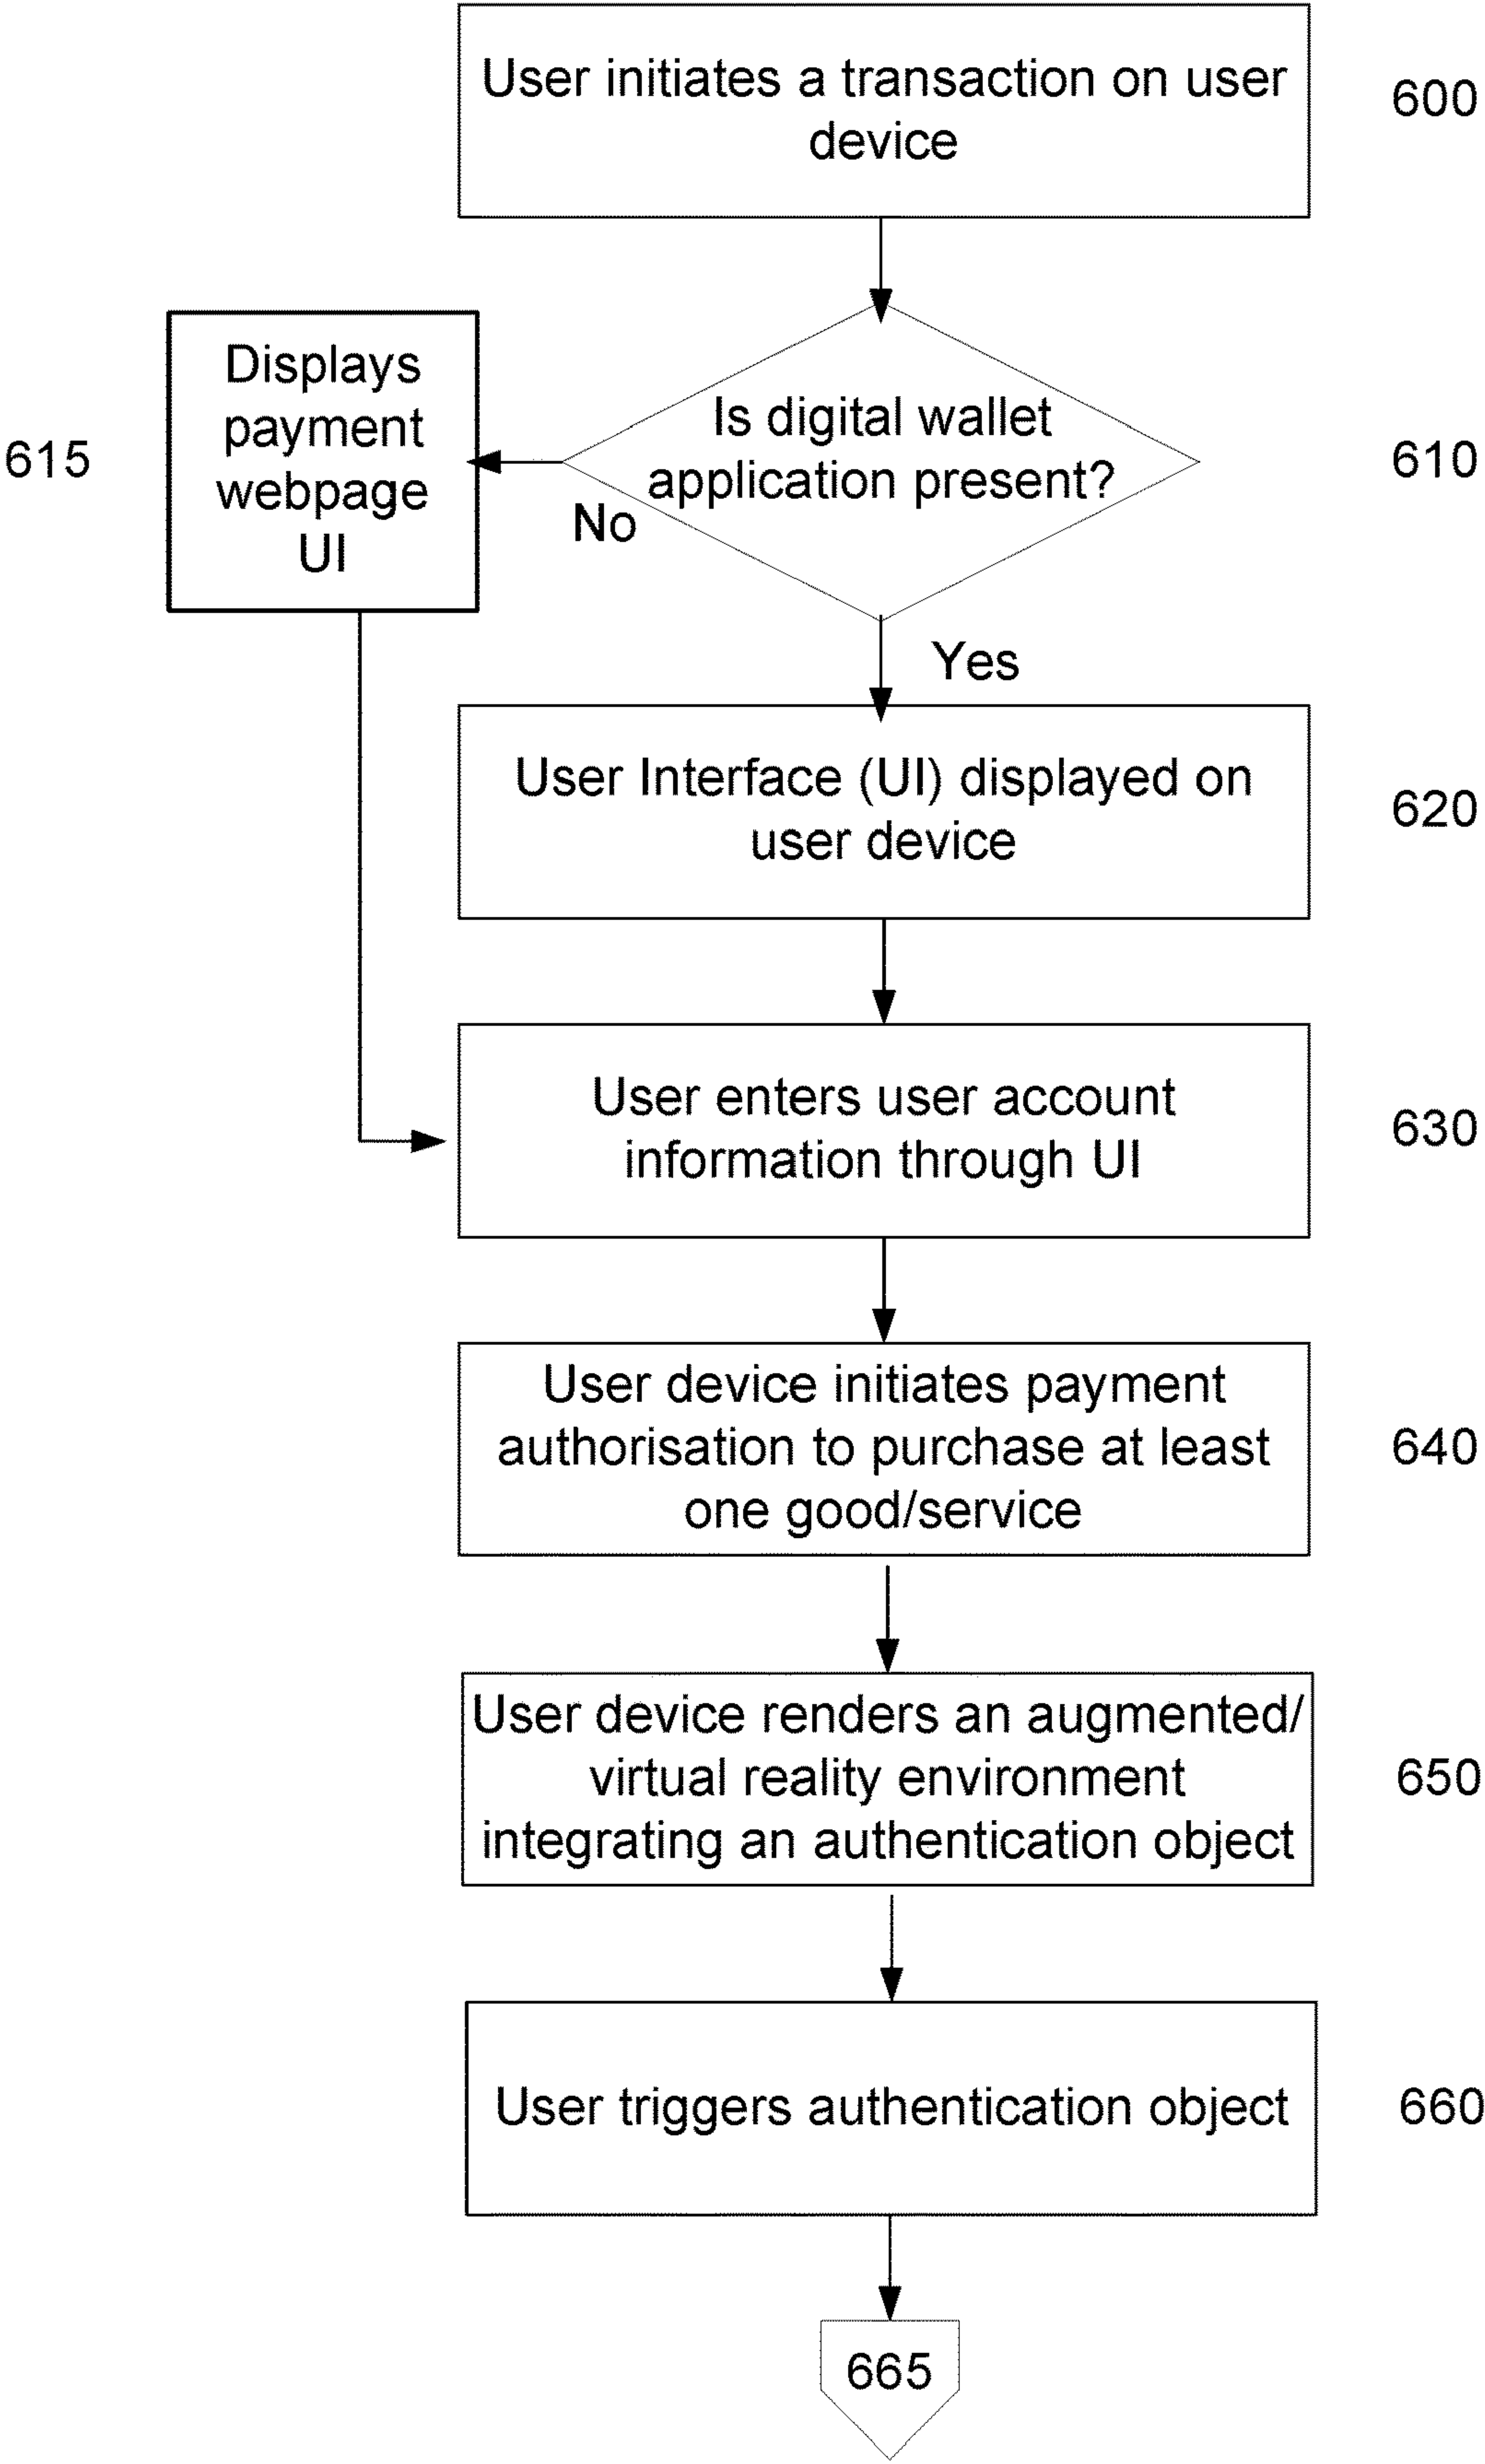 User initiates a transaction on user
device
600
Displays
payment
webpage
UI
615
Is digital wallet
application present?
610
No
Yes
User Interface (UI) displayed on
user device
620
User enters user account
information through UI
630
User device initiates payment
authorisation to purchase at least
one good/service
640
User device renders an augmented/
virtual reality environment
integrating an authentication object
650
User triggers authentication object
660
665